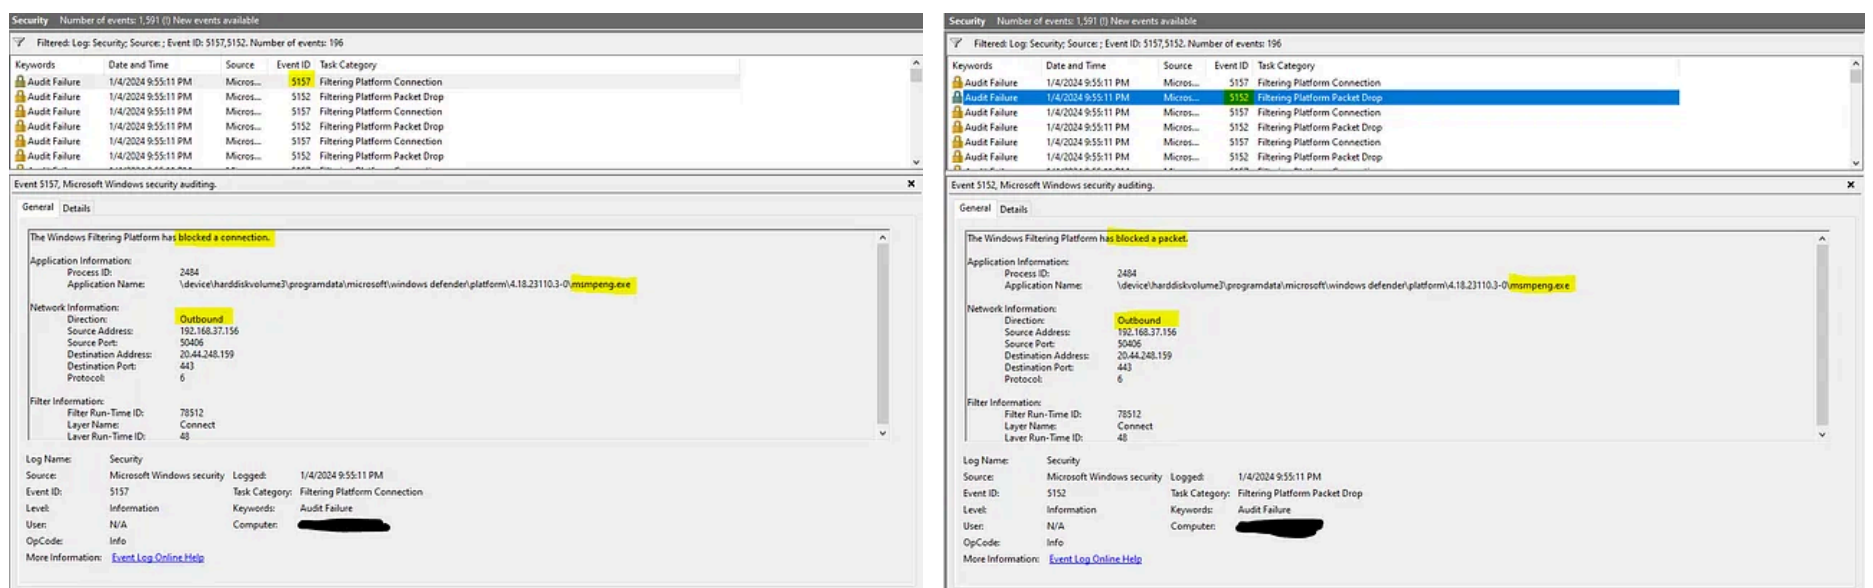 Security Number of events: 1,591 (!) New events available
Filtered: Log: Security; Source: ; Event ID: 5157,5152. Number of events: 196
Keywords Date and Time Source Event ID Task Category
Audit Failure 1/4/2024 9:55:11 PM Micros... 5157 Filtering Platform Connection
Audit Failure 1/4/2024 9:55:11 PM Micros... 5152 Filtering Platform Packet Drop
Audit Failure 1/4/2024 9:55:11 PM Micros... 5157 Filtering Platform Connection
Audit Failure 1/4/2024 9:55:11 PM Micros... 5152 Filtering Platform Packet Drop
Audit Failure 1/4/2024 9:55:11 PM Micros... 5157 Filtering Platform Connection
Audit Failure 1/4/2024 9:55:11 PM Micros... 5152 Filtering Platform Packet Drop
Event 5157, Microsoft Windows security auditing.
General Details
The Windows Filtering Platform has blocked a connection.
Application Information:
Process ID: 2484
Application Name: \device\harddiskvolume3\programdata\microsoft\windows defender\platform\4.18.23110.3-0\msmpeng.exe
Network Information:
Direction: Outbound
Source Address: 192.168.37.156
Source Port: 50406
Destination Address: 20.44.248.159
Destination Port: 443
Protocol: 6
Filter Information:
Filter Run-Time ID: 78512
Layer Name: Connect
Layer Run-Time ID: 48
Log Name: Security
Source: Microsoft Windows security Logged: 1/4/2024 9:55:11 PM
Event ID: 5157 Task Category: Filtering Platform Connection
Level: Information Keywords: Audit Failure
User: N/A Computer:
OpCode: Info
More Information: Event Log Online Help
Security Number of events: 1,591 (!) New events available
Filtered: Log: Security; Source: ; Event ID: 5157,5152. Number of events: 196
Keywords Date and Time Source Event ID Task Category
Audit Failure 1/4/2024 9:55:11 PM Micros... 5157 Filtering Platform Connection
Audit Failure 1/4/2024 9:55:11 PM Micros... 5152 Filtering Platform Packet Drop
Audit Failure 1/4/2024 9:55:11 PM Micros... 5157 Filtering Platform Connection
Audit Failure 1/4/2024 9:55:11 PM Micros... 5152 Filtering Platform Packet Drop
Audit Failure 1/4/2024 9:55:11 PM Micros... 5157 Filtering Platform Connection
Audit Failure 1/4/2024 9:55:11 PM Micros... 5152 Filtering Platform Packet Drop
Event 5152, Microsoft Windows security auditing.
General Details
The Windows Filtering Platform has blocked a packet.
Application Information:
Process ID: 2484
Application Name: \device\harddiskvolume3\programdata\microsoft\windows defender\platform\4.18.23110.3-0\msmpeng.exe
Network Information:
Direction: Outbound
Source Address: 192.168.37.156
Source Port: 50406
Destination Address: 20.44.248.159
Destination Port: 443
Protocol: 6
Filter Information:
Filter Run-Time ID: 78512
Layer Name: Connect
Layer Run-Time ID: 48
Log Name: Security
Source: Microsoft Windows security Logged: 1/4/2024 9:55:11 PM
Event ID: 5152 Task Category: Filtering Platform Packet Drop
Level: Information Keywords: Audit Failure
User: N/A Computer:
OpCode: Info
More Information: Event Log Online Help